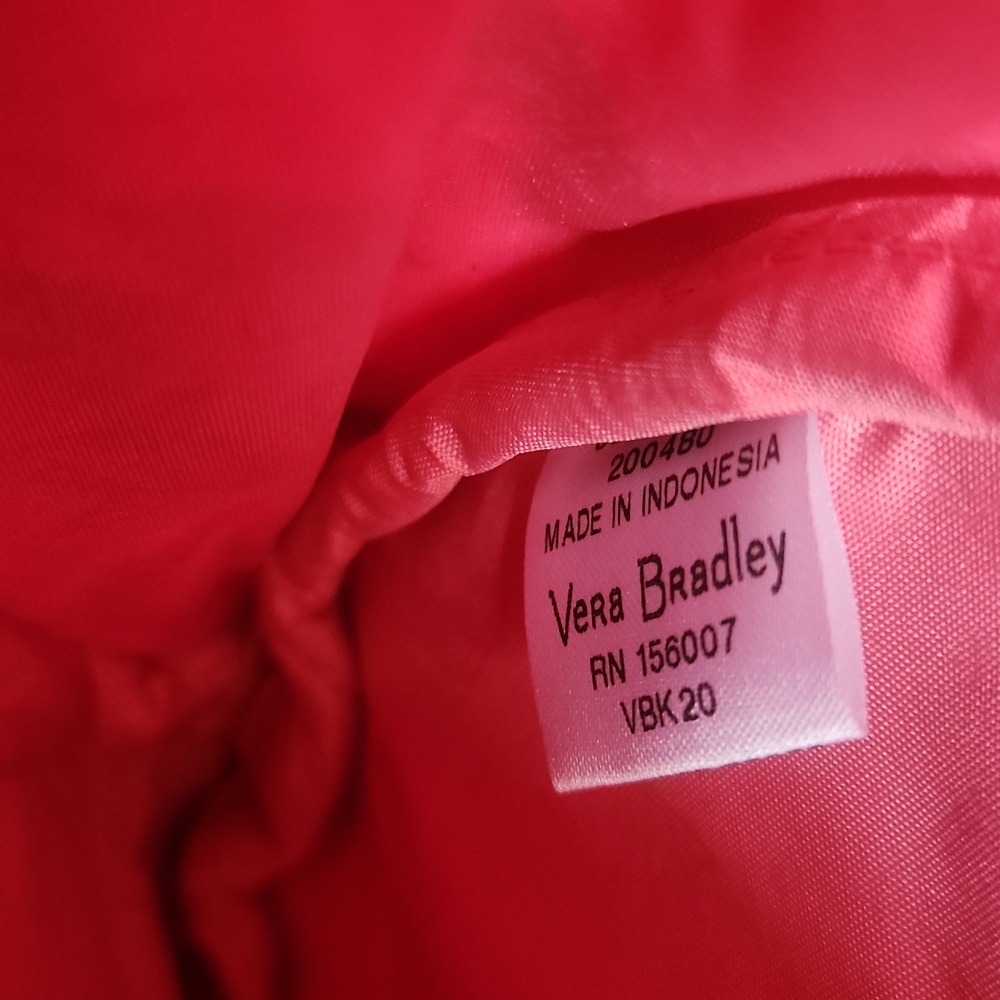 200480
MADE IN INDONESIA
Vera Bradley
RN 156007
VBK20